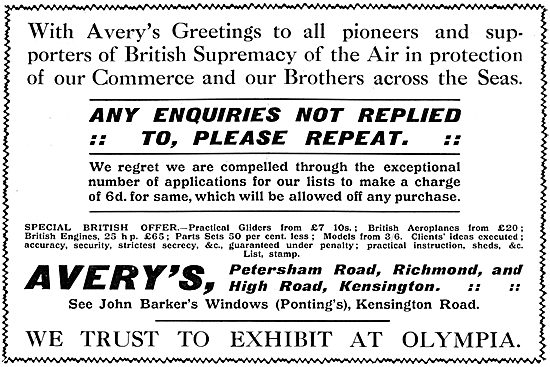 With Avery's Greetings to all pioneers and sup-
porters of British Supremacy of the Air in protection
of our Commerce and our Brothers across the Seas.
ANY ENQUIRIES NOT REPLIED
:: TO, PLEASE REPEAT. ::
We regret we are compelled through the exceptional
number of applications for our lists to make a charge
of 6d. for same, which will be allowed off any purchase.
SPECIAL BRITISH OFFER.—Practical Gliders from £7 10s.; British Aeroplanes from £20;
British Engines, 25 h.p. £65; Parts Sets 50 per cent. less; Models from 3/6. Clients' ideas executed;
accuracy, security, strictest secrecy, &c., guaranteed under penalty; practical instruction, sheds, &c.
List, stamp.
AVERY'S, Petersham Road, Richmond, and
High Road, Kensington. :: ::
See John Barker's Windows (Ponting's), Kensington Road.
WE TRUST TO EXHIBIT AT OLYMPIA.